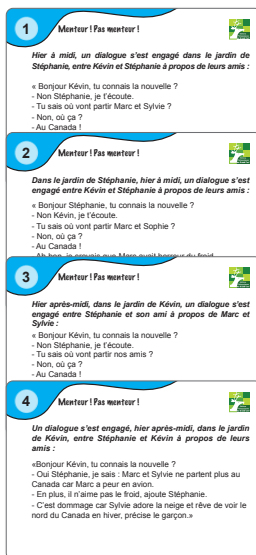 1
Menteur ! Pas menteur !
Hier à midi, un dialogue s'est engagé dans le jardin de
Stéphanie, entre Kévin et Stéphanie à propos de leurs amis :
« Bonjour Kévin, tu connais la nouvelle ?
- Non Stéphanie, je t'écoute.
- Tu sais où vont partir Marc et Sylvie ?
- Non, où ça ?
- Au Canada !
2
Menteur ! Pas menteur !
Dans le jardin de Stéphanie, hier à midi, un dialogue s'est
engagé entre Kévin et Stéphanie à propos de leurs amis :
« Bonjour Stéphanie, tu connais la nouvelle ?
- Non Kévin, je t'écoute.
- Tu sais où vont partir Marc et Sophie ?
- Non, où ça ?
- Au Canada !
- Ah bon, je croyais que Marc avait horreur du froid
3
Menteur ! Pas menteur !
Hier après-midi, dans le jardin de Kévin, un dialogue s'est
engagé entre Stéphanie et son ami à propos de Marc et
Sylvie :
« Bonjour Kévin, tu connais la nouvelle ?
- Non Stéphanie, je t'écoute.
- Tu sais où vont partir nos amis ?
- Non, où ça ?
- Au Canada !
4
Menteur ! Pas menteur !
Un dialogue s'est engagé, hier après-midi, dans le jardin
de Kévin, entre Stéphanie et Kévin à propos de leurs
amis :
«Bonjour Kévin, tu connais la nouvelle ?
- Oui Stéphanie, je sais : Marc et Sylvie ne partent plus au
Canada car Marc a peur en avion.
- En plus, il n'aime pas le froid, ajoute Stéphanie.
- C'est dommage car Sylvie adore la neige et rêve de voir le
nord du Canada en hiver, précise le garçon.»